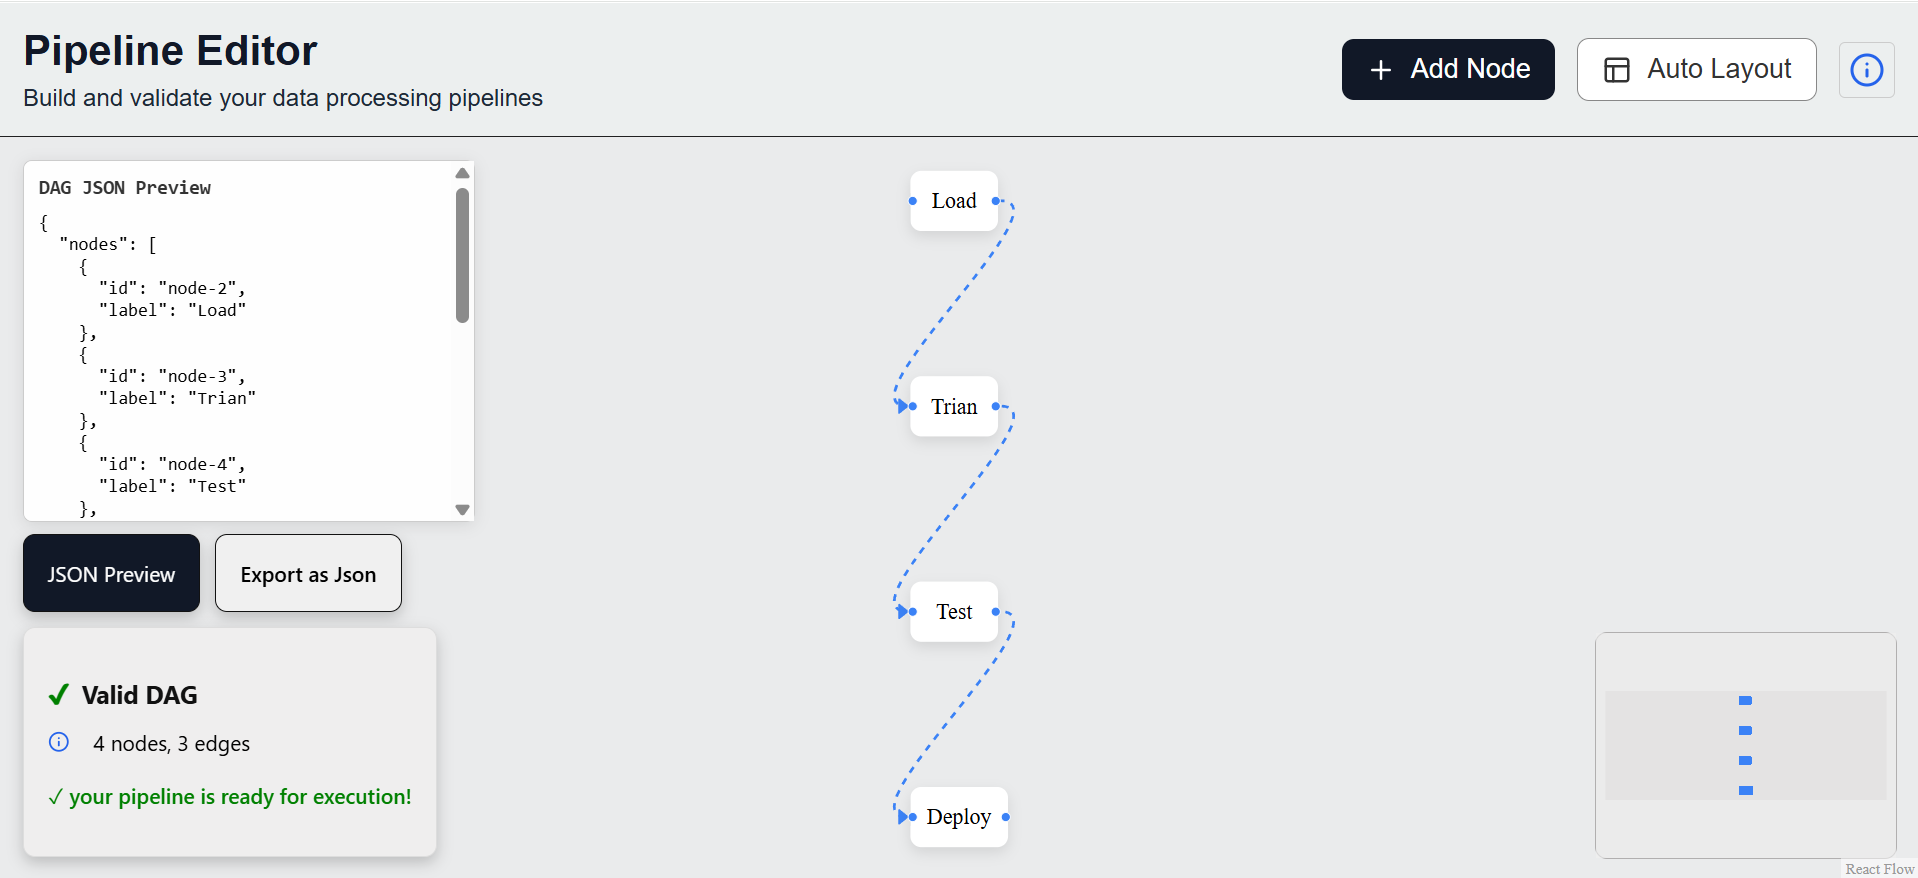 Pipeline Editor
Build and validate your data processing pipelines
Add Node
Auto Layout
DAG JSON Preview
{
"nodes": [
{
"id": "node-2",
"label": "Load"
},
{
"id": "node-3",
"label": "Trian"
},
{
"id": "node-4",
"label": "Test"
},
JSON Preview
Export as Json
✔ Valid DAG
4 nodes, 3 edges
✓ your pipeline is ready for execution!
Load
Trian
Test
Deploy
React Flow